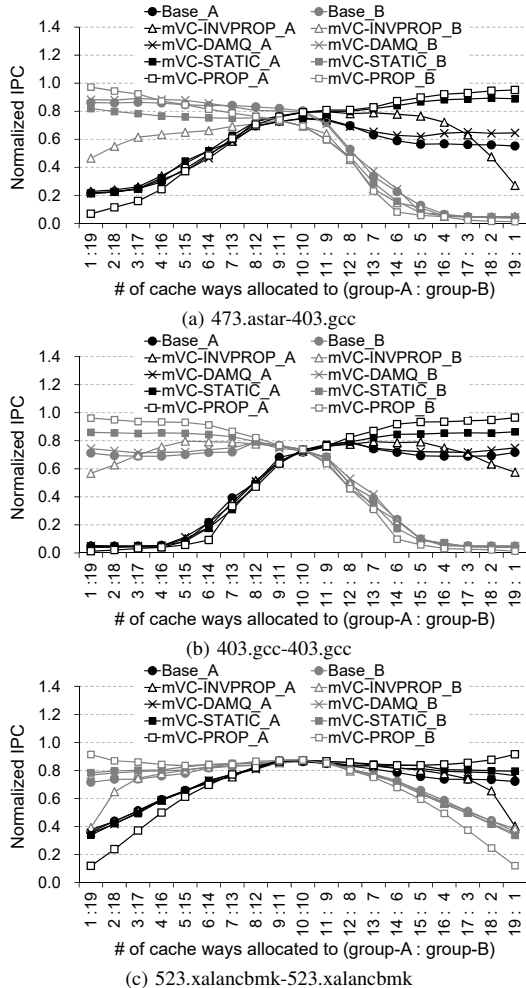 1.4
1.2
1.0
0.8
0.6
0.4
0.2
0.0
Normalized IPC
Base_A
Base_B
mVC-INVPROP_A
mVC-INVPROP_B
mVC-DAMQ_A
mVC-DAMQ_B
mVC-STATIC_A
mVC-STATIC_B
mVC-PROP_A
mVC-PROP_B
1 :19
2 :18
3 :17
4 :16
5 :15
6 :14
7 :13
8 :12
9 :11
10 :10
11 : 9
12 : 8
13 : 7
14 : 6
15 : 5
16 : 4
17 : 3
18 : 2
19 : 1
# of cache ways allocated to (group-A : group-B)
(a) 473.astar-403.gcc
1.4
1.2
1.0
0.8
0.6
0.4
0.2
0.0
Normalized IPC
Base_A
Base_B
mVC-INVPROP_A
mVC-INVPROP_B
mVC-DAMQ_A
mVC-DAMQ_B
mVC-STATIC_A
mVC-STATIC_B
mVC-PROP_A
mVC-PROP_B
1 :19
2 :18
3 :17
4 :16
5 :15
6 :14
7 :13
8 :12
9 :11
10 :10
11 : 9
12 : 8
13 : 7
14 : 6
15 : 5
16 : 4
17 : 3
18 : 2
19 : 1
# of cache ways allocated to (group-A : group-B)
(b) 403.gcc-403.gcc
1.4
1.2
1.0
0.8
0.6
0.4
0.2
0.0
Normalized IPC
Base_A
Base_B
mVC-INVPROP_A
mVC-INVPROP_B
mVC-DAMQ_A
mVC-DAMQ_B
mVC-STATIC_A
mVC-STATIC_B
mVC-PROP_A
mVC-PROP_B
1 :19
2 :18
3 :17
4 :16
5 :15
6 :14
7 :13
8 :12
9 :11
10 :10
11 : 9
12 : 8
13 : 7
14 : 6
15 : 5
16 : 4
17 : 3
18 : 2
19 : 1
# of cache ways allocated to (group-A : group-B)
(c) 523.xalancbmk-523.xalancbmk